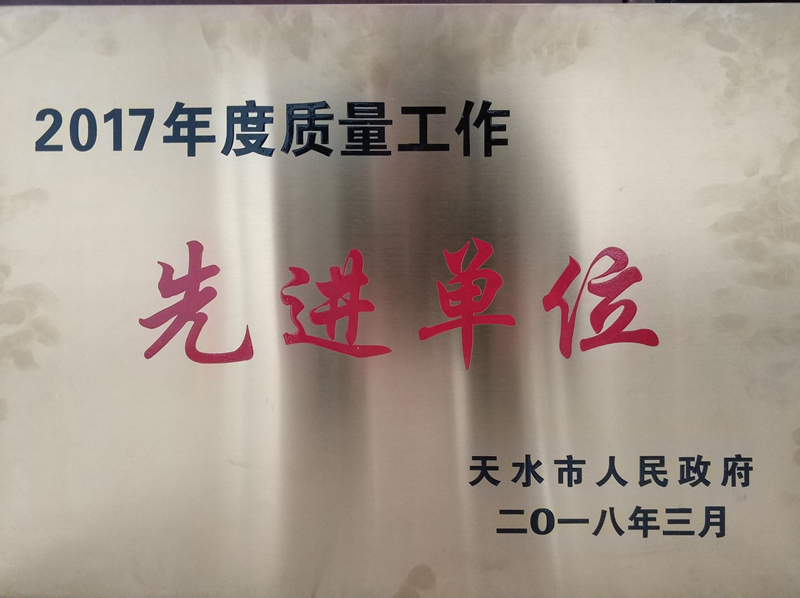 2017年度质量工作
先进单位
天水市人民政府
二〇一八年三月